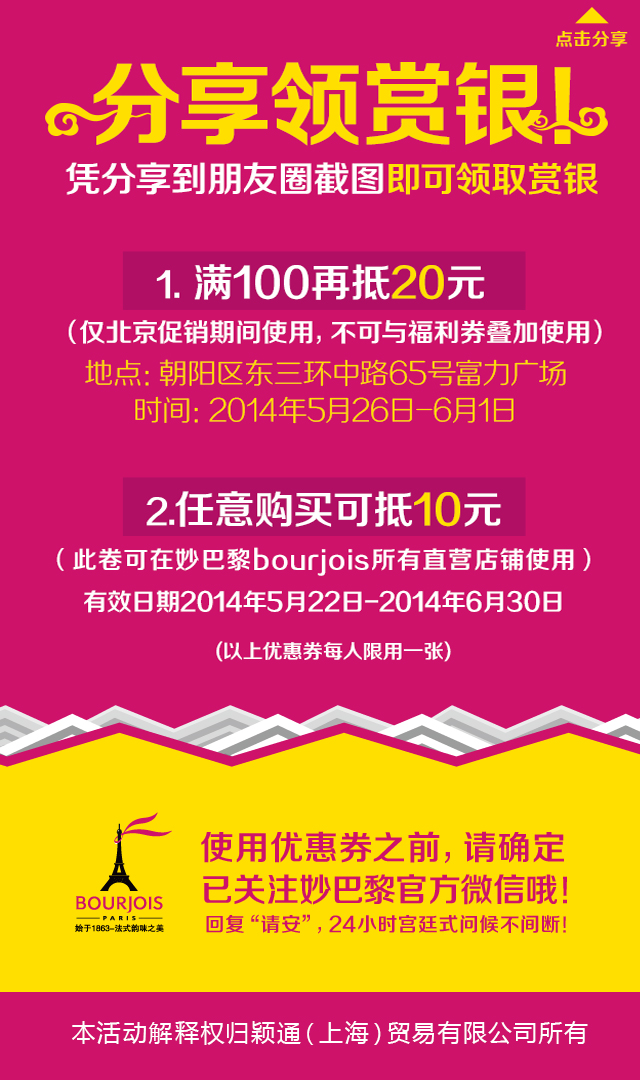 点击分享
分享领赏银!
凭分享到朋友圈截图即可领取赏银
1. 满100再抵20元
（仅北京促销期间使用，不可与福利券叠加使用）
地点：朝阳区东三环中路65号富力广场
时间：2014年5月26日-6月1日
2.任意购买可抵10元
（此卷可在妙巴黎bourjois所有直营店铺使用）
有效日期2014年5月22日-2014年6月30日
(以上优惠券每人限用一张)
使用优惠券之前，请确定
已关注妙巴黎官方微信哦！
回复“请安”，24小时宫廷式问候不间断！
BOURJOIS
PARIS
始于1863-法式韵味之美
本活动解释权归颖通（上海）贸易有限公司所有